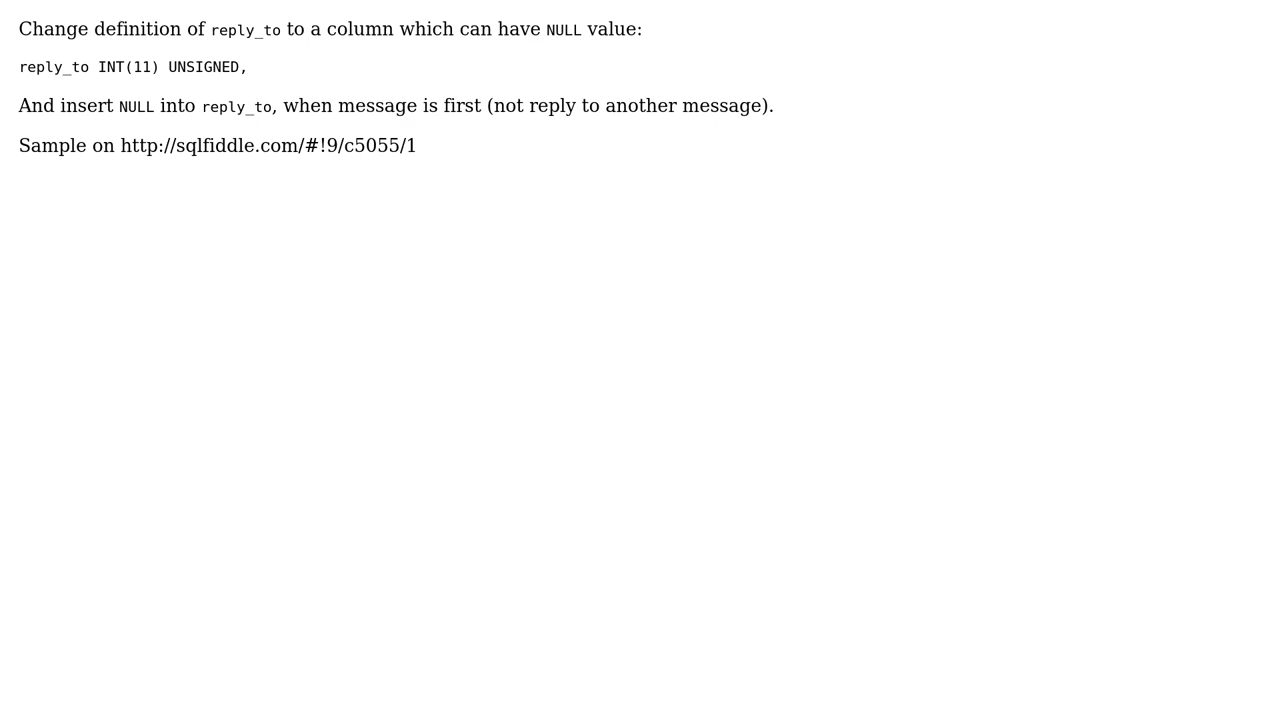 Change definition of reply_to to a column which can have NULL value:
reply_to INT(11) UNSIGNED,
And insert NULL into reply_to, when message is first (not reply to another message).
Sample on http://sqlfiddle.com/#!9/c5055/1